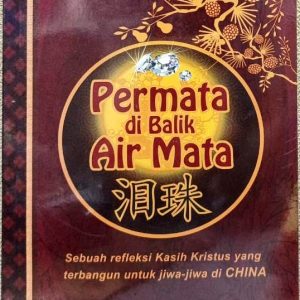 Permata
di Balik
Air Mata
泪珠
Sebuah refleksi Kasih Kristus yang
terbangun untuk jiwa-jiwa di CHINA